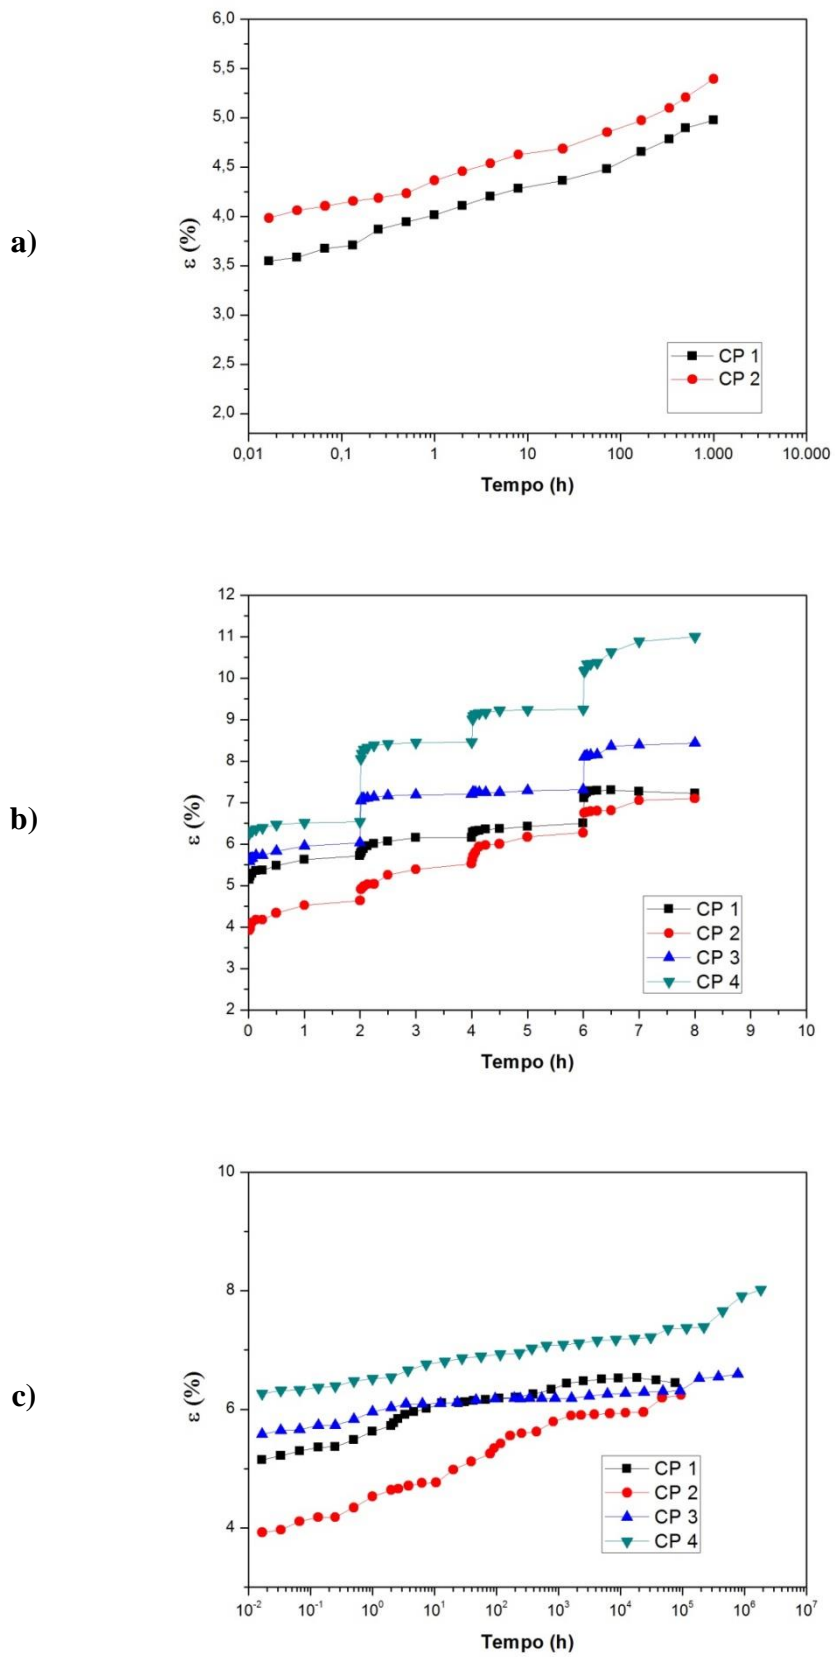 a)
6,0
5,5
5,0
4,5
4,0
3,5
3,0
2,5
2,0
ε (%)
CP 1
CP 2
0,01 0,1 1 10 100 1.000 10.000
Tempo (h)
b)
12
11
10
9
8
7
6
5
4
3
2
ε (%)
CP 1
CP 2
CP 3
CP 4
0 1 2 3 4 5 6 7 8 9 10
Tempo (h)
c)
10
8
6
4
ε (%)
CP 1
CP 2
CP 3
CP 4
10⁻² 10⁻¹ 10⁰ 10¹ 10² 10³ 10⁴ 10⁵ 10⁶ 10⁷
Tempo (h)